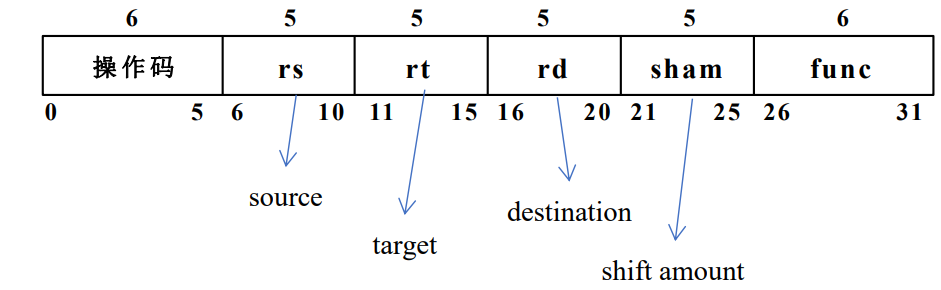 6 5 5 5 5 6
操作码 rs rt rd sham func
0 5 6 10 11 15 16 20 21 25 26 31
source
destination
target
shift amount